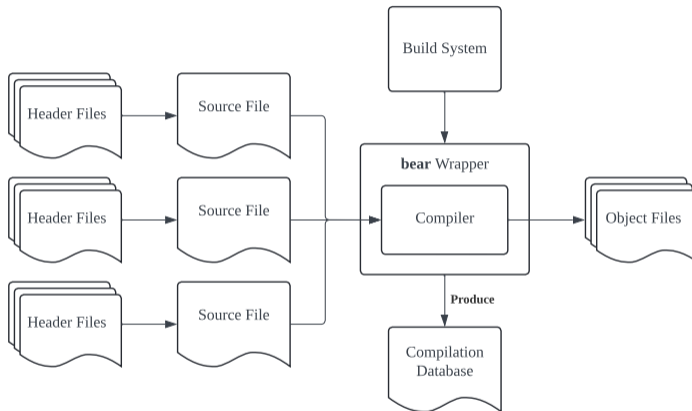 Build System
Header Files
Source File
bear Wrapper
Header Files
Source File
Compiler
Object Files
Produce
Header Files
Source File
Compilation
Database